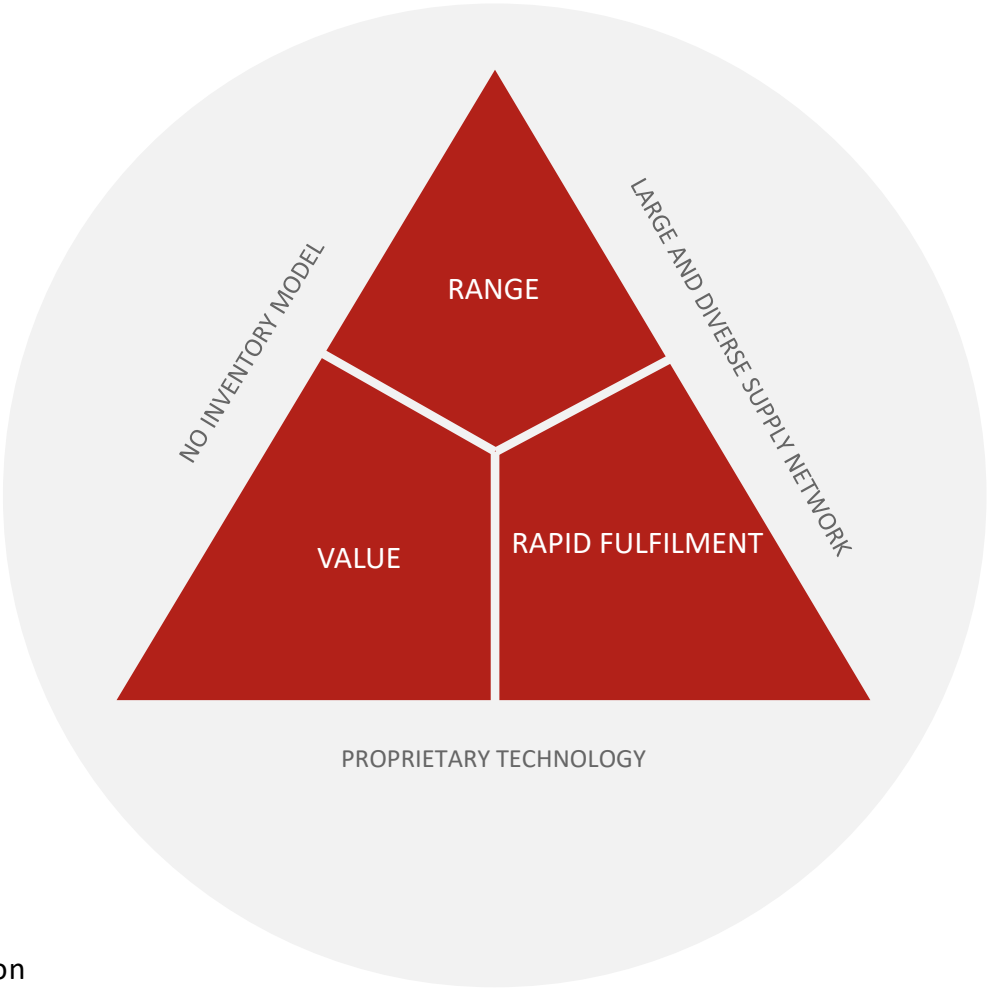 NO INVENTORY MODEL
LARGE AND DIVERSE SUPPLY NETWORK
RANGE
VALUE
RAPID FULFILMENT
PROPRIETARY TECHNOLOGY
on